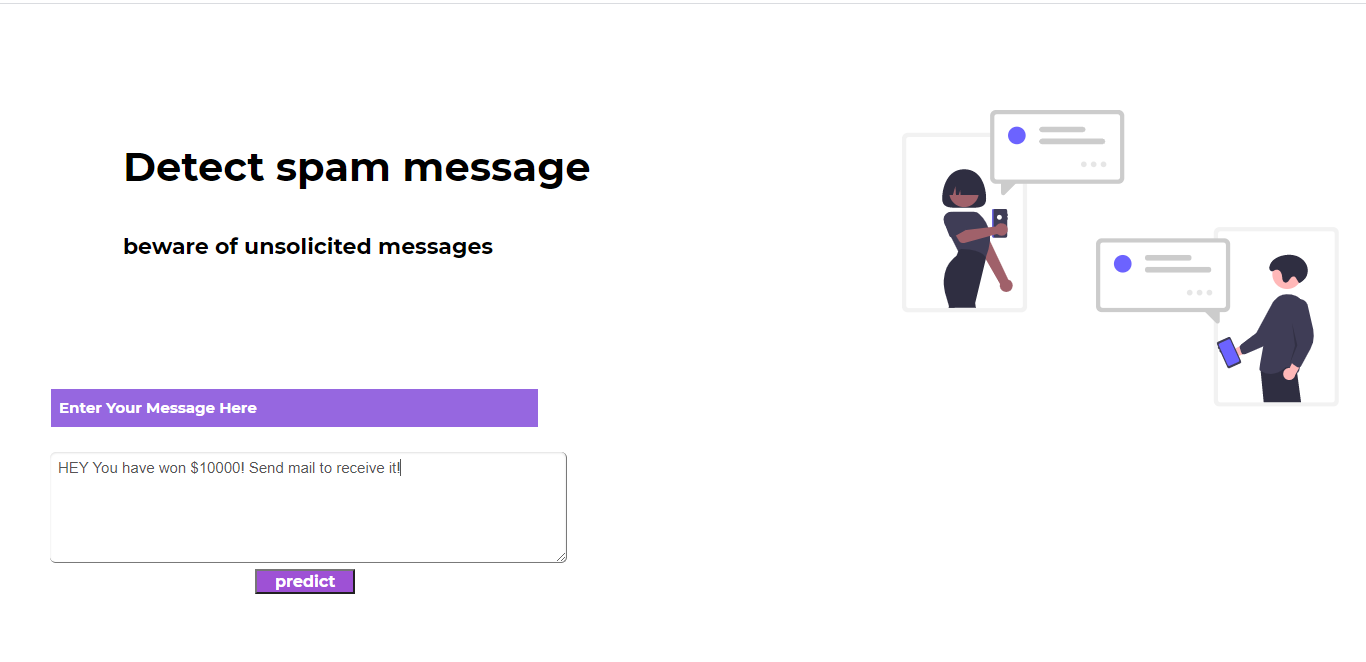 Detect spam message
beware of unsolicited messages
Enter Your Message Here
HEY You have won $10000! Send mail to receive it!
predict